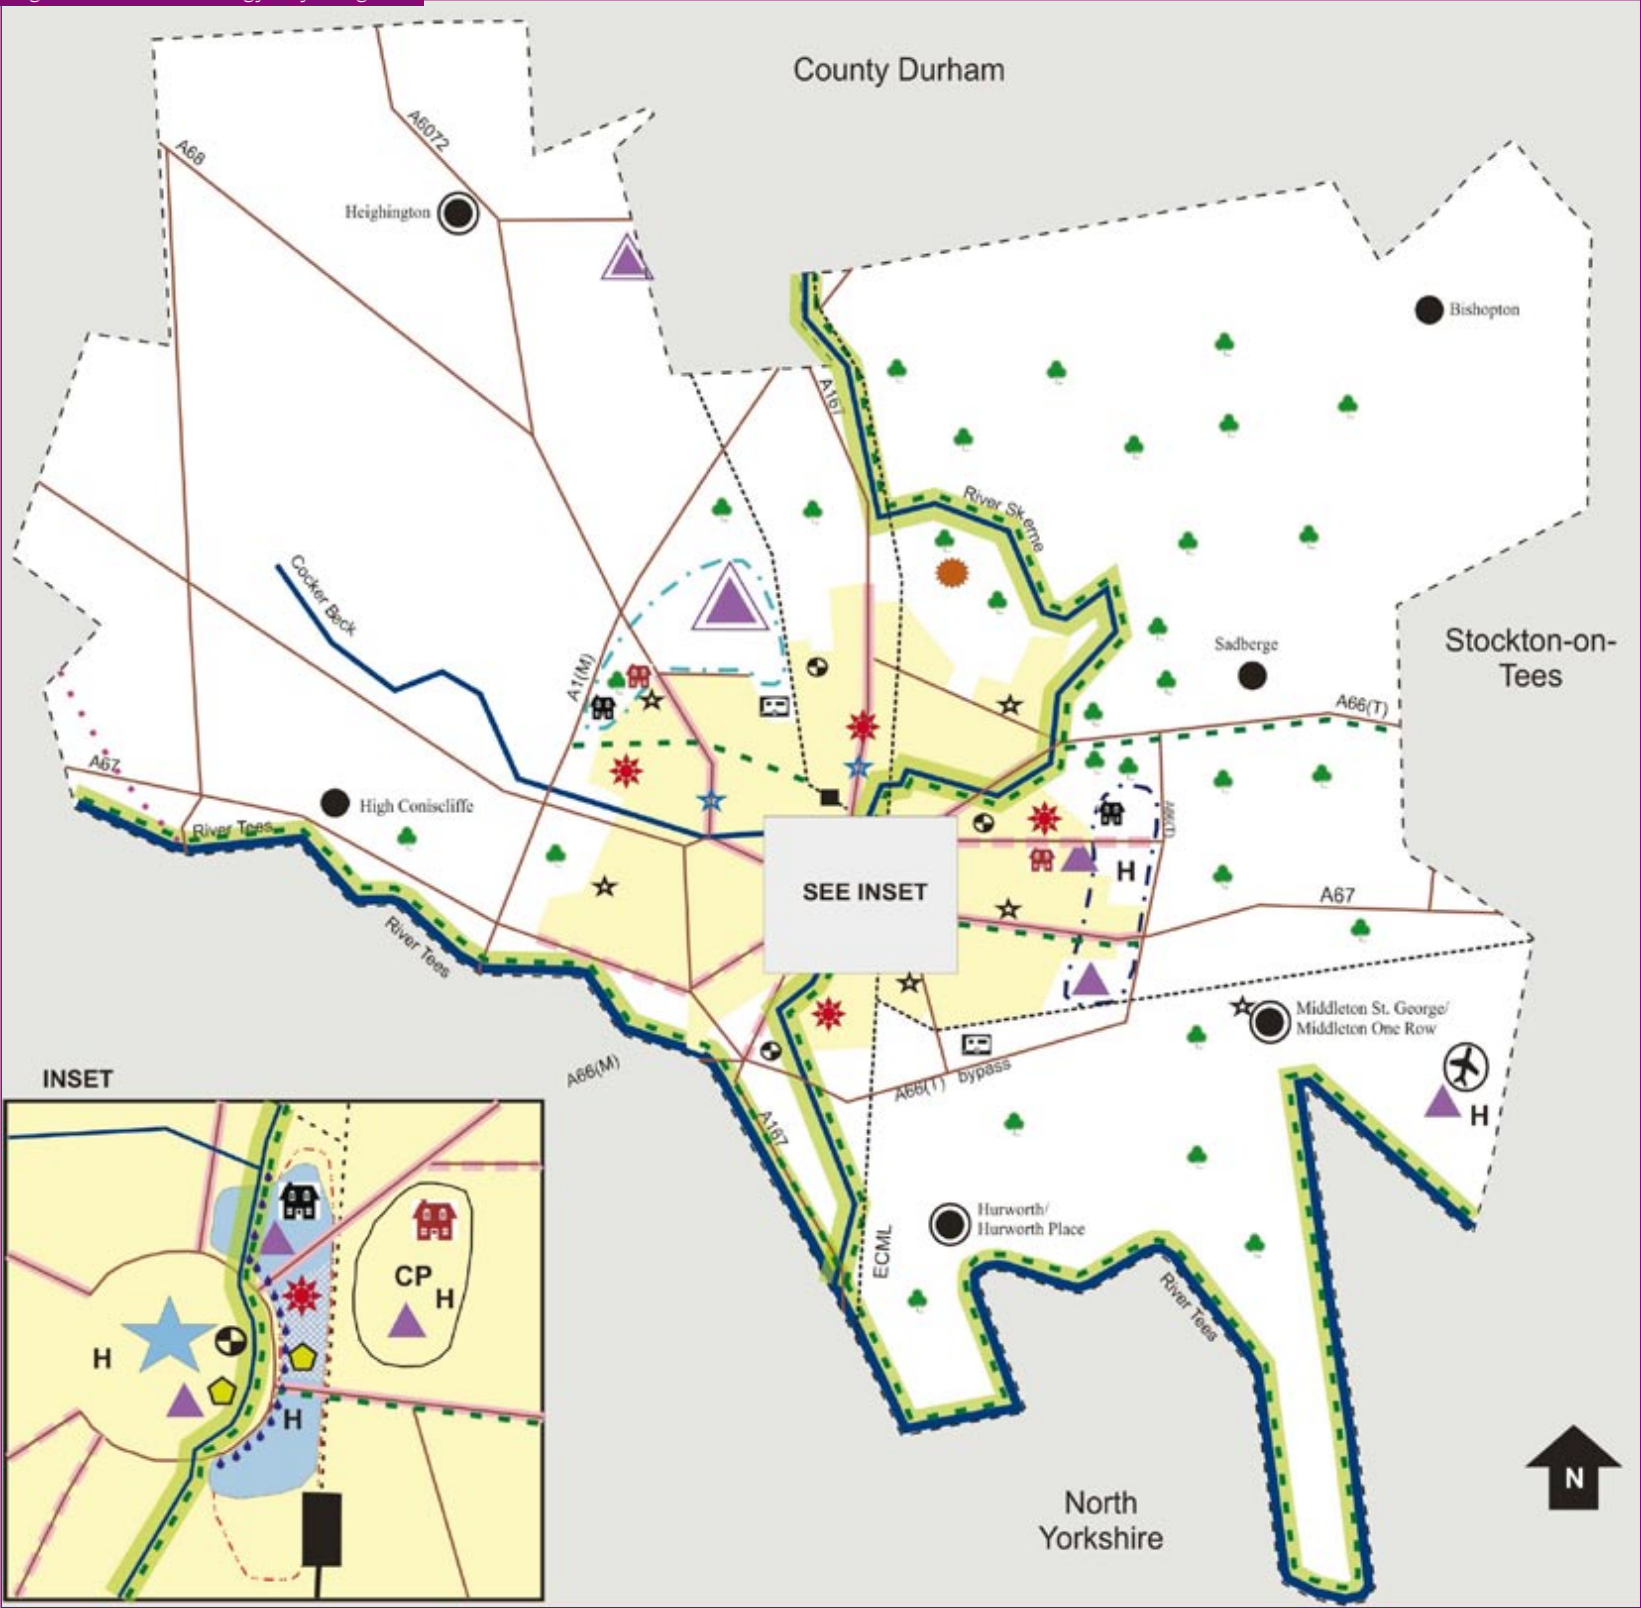 County Durham
A6072
A68
Heighington
Bishopton
A167
River Skerne
Cocker Beck
Stockton-on-
Tees
Sadberge
A1(M)
A66(T)
A67
High Coniscliffe
River Tees
A66(T)
SEE INSET
H
A67
River Tees
Middleton St. George/
Middleton One Row
A66(M)
A66(T) bypass
INSET
H
A167
Hurworth/
Hurworth Place
ECML
River Tees
CP
H
H
H
North
Yorkshire
N